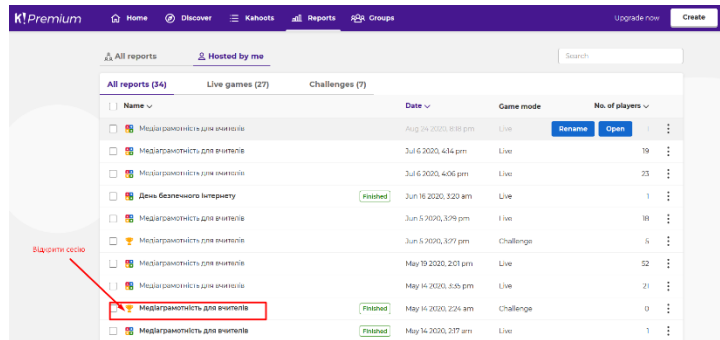 K!Premium Home Discover Kahoots Reports Groups Upgrade now Create
All reports Hosted by me Search
All reports (34) Live games (27) Challenges (7)
Name Date Game mode No. of players
Медіаграмотність для вчителів Aug 24 2020, 9:18 pm Live Rename Open 1
Медіаграмотність для вчителів Jul 6 2020, 4:14 pm Live 19
Медіаграмотність для вчителів Jul 6 2020, 4:06 pm Live 23
День безпечного Інтернету Finished Jun 16 2020, 3:20 am Live 1
Медіаграмотність для вчителів Jun 5 2020, 3:29 pm Live 18
Медіаграмотність для вчителів Jun 5 2020, 3:27 pm Challenge 5
Відкрити сесію
Медіаграмотність для вчителів May 19 2020, 2:01 pm Live 52
Медіаграмотність для вчителів May 14 2020, 3:35 pm Live 21
Медіаграмотність для вчителів Finished May 14 2020, 2:24 am Challenge 0
Медіаграмотність для вчителів Finished May 14 2020, 2:17 am Live 1